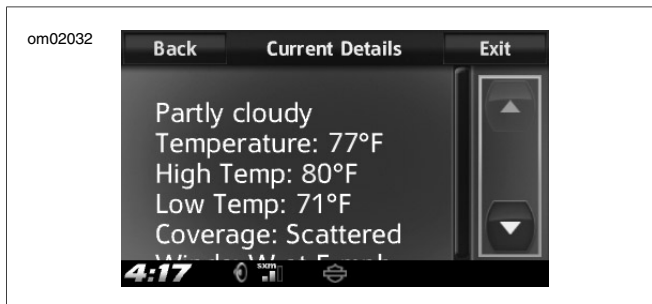 om02032
Back Current Details Exit
Partly cloudy
Temperature: 77°F
High Temp: 80°F
Low Temp: 71°F
Coverage: Scattered
4:17 sxm